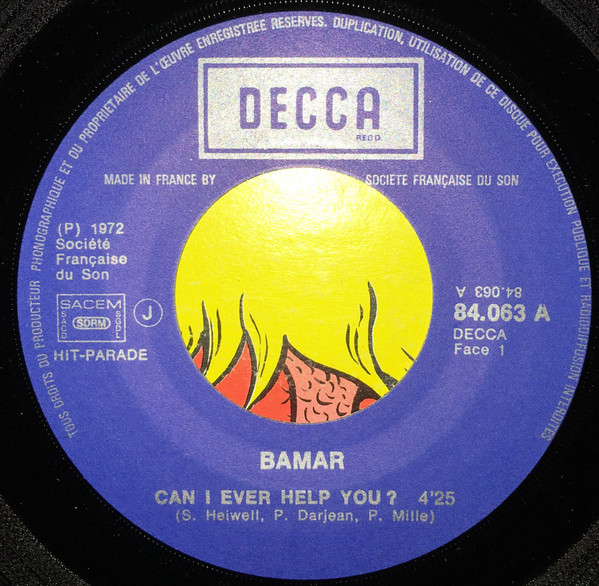 TOUS DROITS DU PRODUCTEUR PHONOGRAPHIQUE ET DU PROPRIETAIRE DE L'ŒUVRE ENREGISTREE RESERVES. DUPLICATION, UTILISATION DE CE DISQUE POUR EXECUTION PUBLIQUE ET RADIODIFFUSION INTERDITES
DECCA
REGD
MADE IN FRANCE BY SOCIETE FRANÇAISE DU SON
(P) 1972
Société
Française
du Son
SACEM
SACD SDRM SGDL
J
HIT-PARADE
84.063 A
84.063 A
DECCA
Face 1
BAMAR
CAN I EVER HELP YOU ? 4'25
(S. Heiwell, P. Darjean, P. Mille)